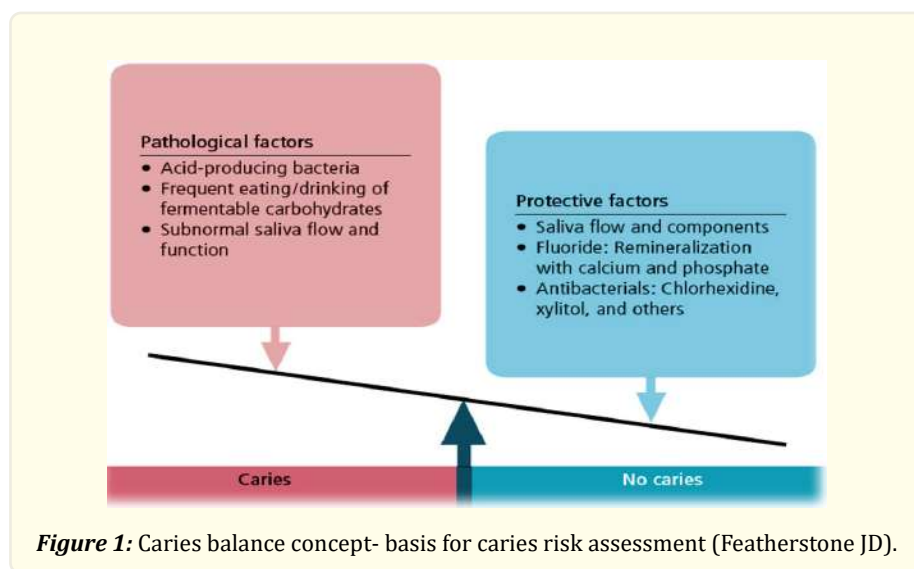 Pathological factors
• Acid-producing bacteria
• Frequent eating/drinking of
fermentable carbohydrates
• Subnormal saliva flow and
function
Protective factors
• Saliva flow and components
• Fluoride: Remineralization
with calcium and phosphate
• Antibacterials: Chlorhexidine,
xylitol, and others
Caries
No caries
Figure 1: Caries balance concept- basis for caries risk assessment (Featherstone JD).